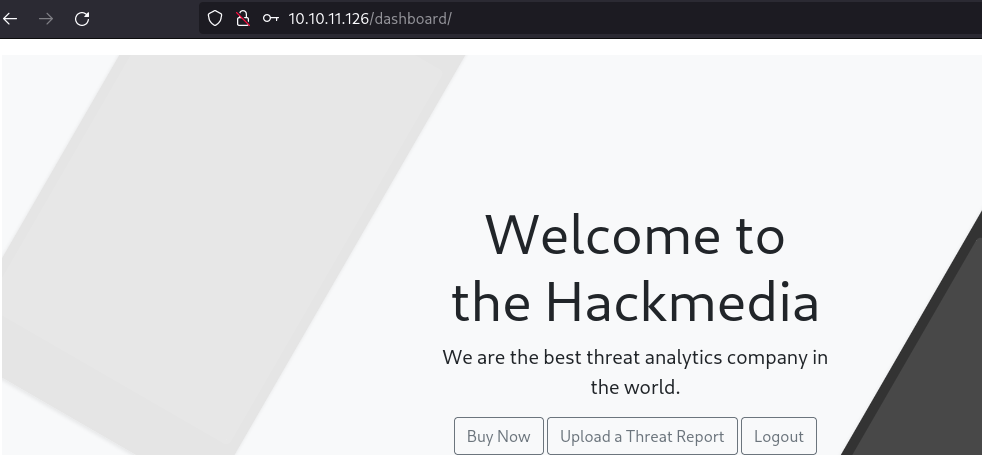 10.10.11.126/dashboard/
Welcome to
the Hackmedia
We are the best threat analytics company in
the world.
Buy Now Upload a Threat Report Logout